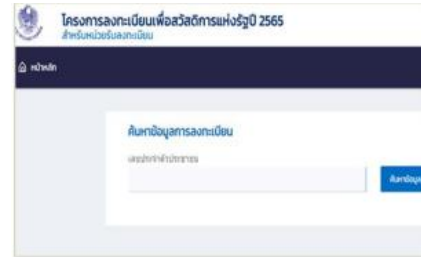 โครงการลงทะเบียนเพื่อสวัสดิการแห่งรัฐปี 2565
สำหรับหน่วยรับลงทะเบียน
หน้าหลัก
ค้นหาข้อมูลการลงทะเบียน
เลขประจำตัวประชาชน
ค้นหาข้อมูล